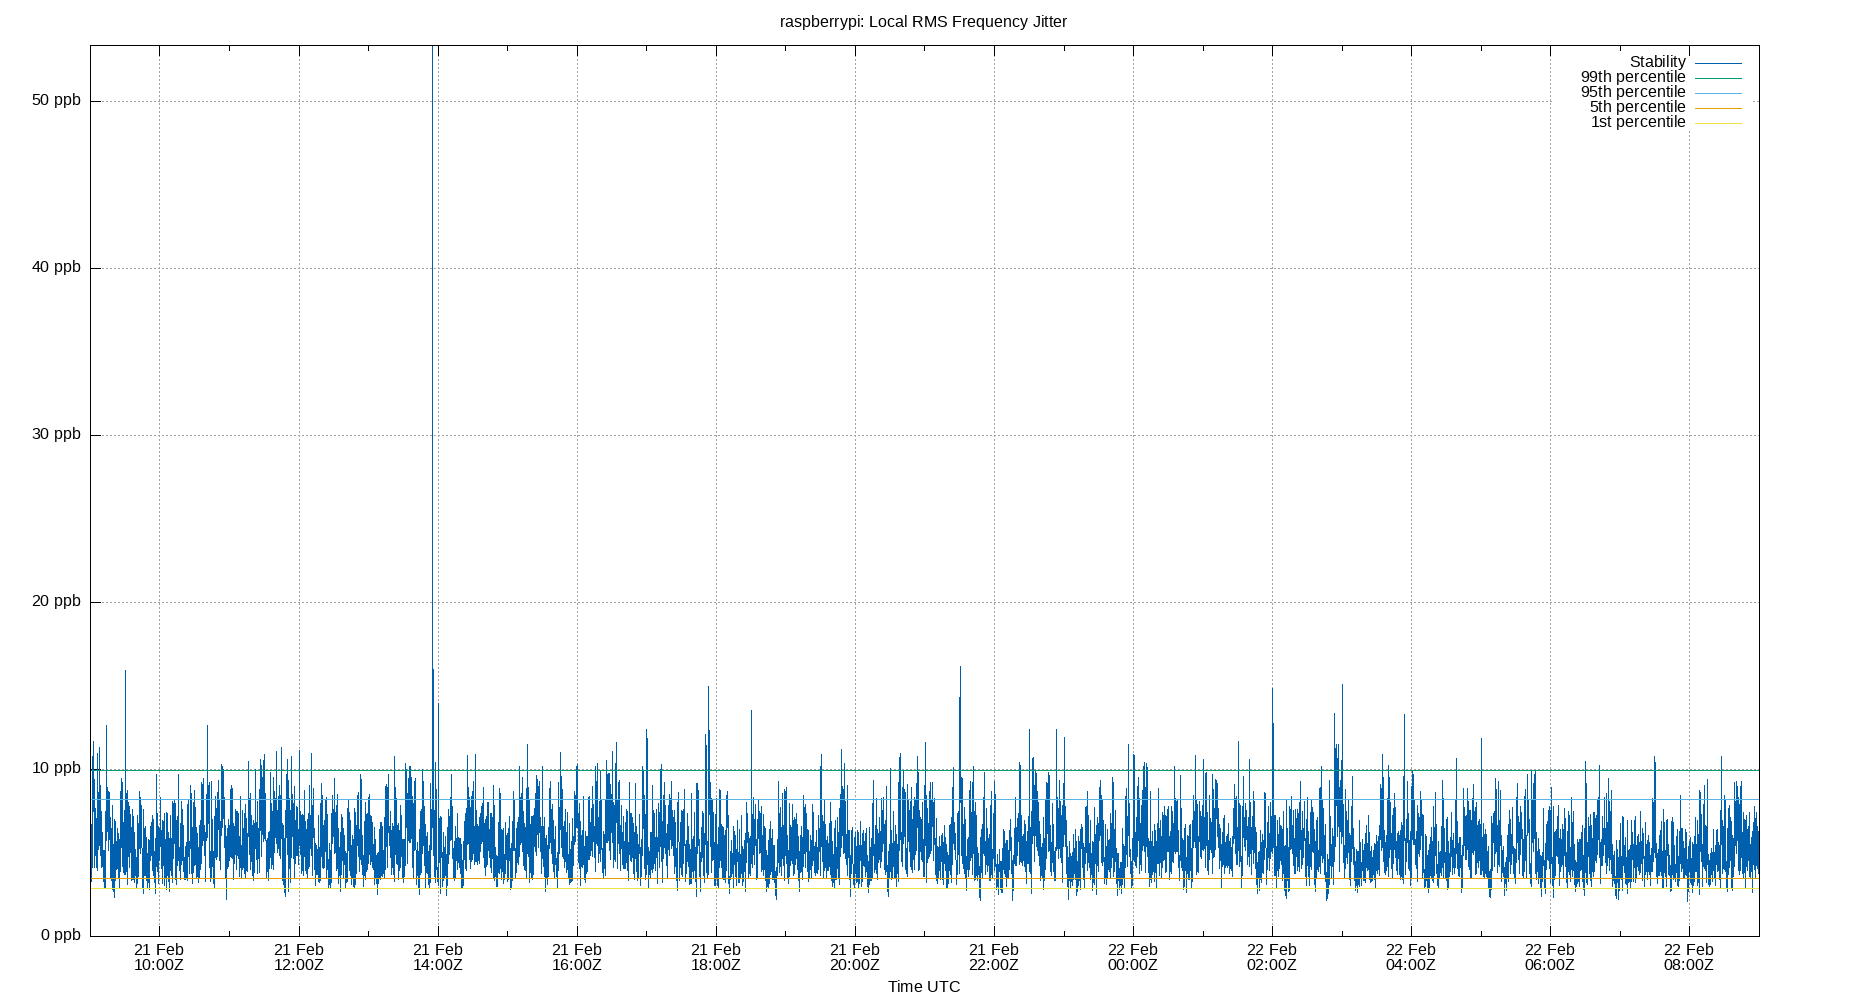 raspberrypi: Local RMS Frequency Jitter
Stability
99th percentile
95th percentile
5th percentile
1st percentile
50 ppb
40 ppb
30 ppb
20 ppb
10 ppb
0 ppb
21 Feb 21 Feb 21 Feb 21 Feb 21 Feb 21 Feb 21 Feb 22 Feb 22 Feb 22 Feb 22 Feb 22 Feb
10:00Z 12:00Z 14:00Z 16:00Z 18:00Z 20:00Z 22:00Z 00:00Z 02:00Z 04:00Z 06:00Z 08:00Z
Time UTC